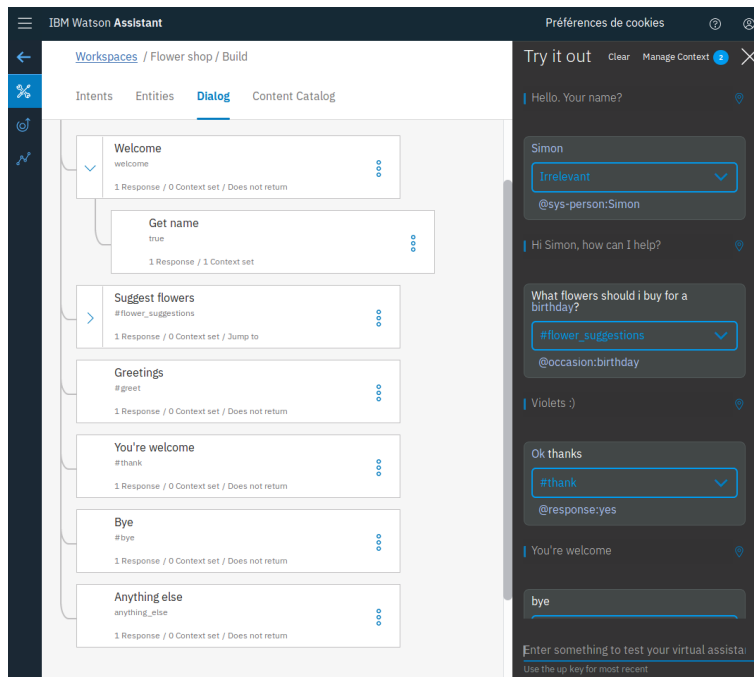 IBM Watson Assistant
Préférences de cookies
Workspaces / Flower shop / Build
Intents Entities Dialog Content Catalog
Welcome
welcome
1 Response / 0 Context set / Does not return
Get name
true
1 Response / 1 Context set
Suggest flowers
#flower_suggestions
1 Response / 0 Context set / Jump to
Greetings
#greet
1 Response / 0 Context set / Does not return
You're welcome
#thank
1 Response / 0 Context set / Does not return
Bye
#bye
1 Response / 0 Context set / Does not return
Anything else
anything_else
1 Response / 0 Context set / Does not return
Try it out Clear Manage Context 2
Hello. Your name?
Simon
Irrelevant
@sys-person:Simon
Hi Simon, how can I help?
What flowers should i buy for a
birthday?
#flower_suggestions
@occasion:birthday
Violets :)
Ok thanks
#thank
@response:yes
You're welcome
bye
Enter something to test your virtual assista
Use the up key for most recent